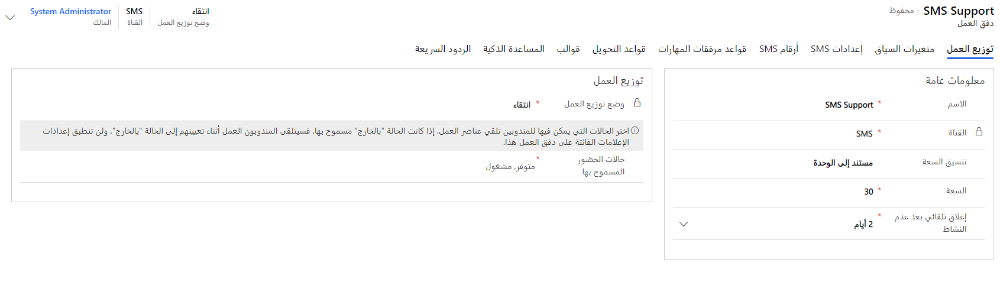 SMS Support - محفوظ
دفق العمل
انتقاء
وضع توزيع العمل
SMS
القناة
System Administrator
المالك
توزيع العمل
متغيرات السياق
إعدادات SMS
أرقام SMS
قواعد مرفقات المهارات
قواعد التحويل
قوالب
المساعدة الذكية
الردود السريعة
معلومات عامة
الاسم * SMS Support
القناة * SMS
تنسيق السعة مستند إلى الوحدة
السعة * 30
إغلاق تلقائي بعد عدم
النشاط
* 2 أيام
توزيع العمل
وضع توزيع العمل * انتقاء
اختر الحالات التي يمكن فيها للمندوبين تلقي عناصر العمل. إذا كانت الحالة "بالخارج" مسموح بها، فسيتلقى المندوبون العمل أثناء تعيينهم إلى الحالة "بالخارج"، ولن تنطبق إعدادات
الإعلامات الفائتة على دفق العمل هذا.
حالات الحضور
المسموح بها
* متوفر, مشغول